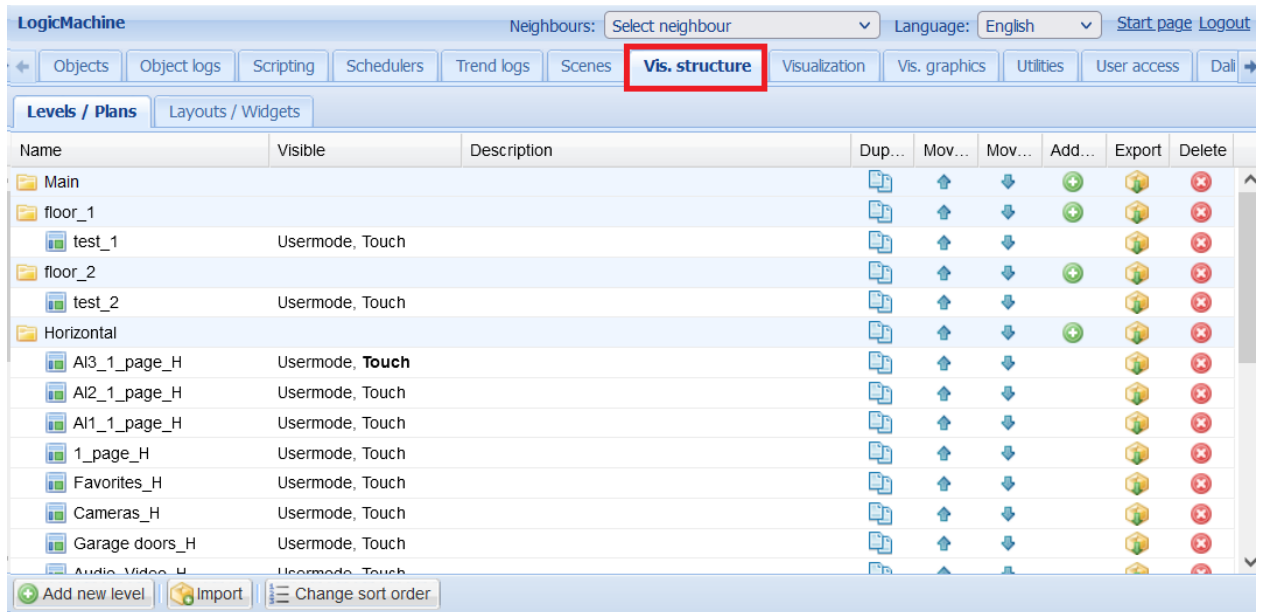 LogicMachine Neighbours: Select neighbour Language: English Start page Logout
Objects Object logs Scripting Schedulers Trend logs Scenes Vis. structure Visualization Vis. graphics Utilities User access Dali
Levels / Plans Layouts / Widgets
Name Visible Description Dup... Mov... Mov... Add... Export Delete
Main
floor_1
test_1 Usermode, Touch
floor_2
test_2 Usermode, Touch
Horizontal
AI3_1_page_H Usermode, Touch
AI2_1_page_H Usermode, Touch
AI1_1_page_H Usermode, Touch
1_page_H Usermode, Touch
Favorites_H Usermode, Touch
Cameras_H Usermode, Touch
Garage doors_H Usermode, Touch
Audio_Video_H Usermode, Touch
Add new level Import Change sort order